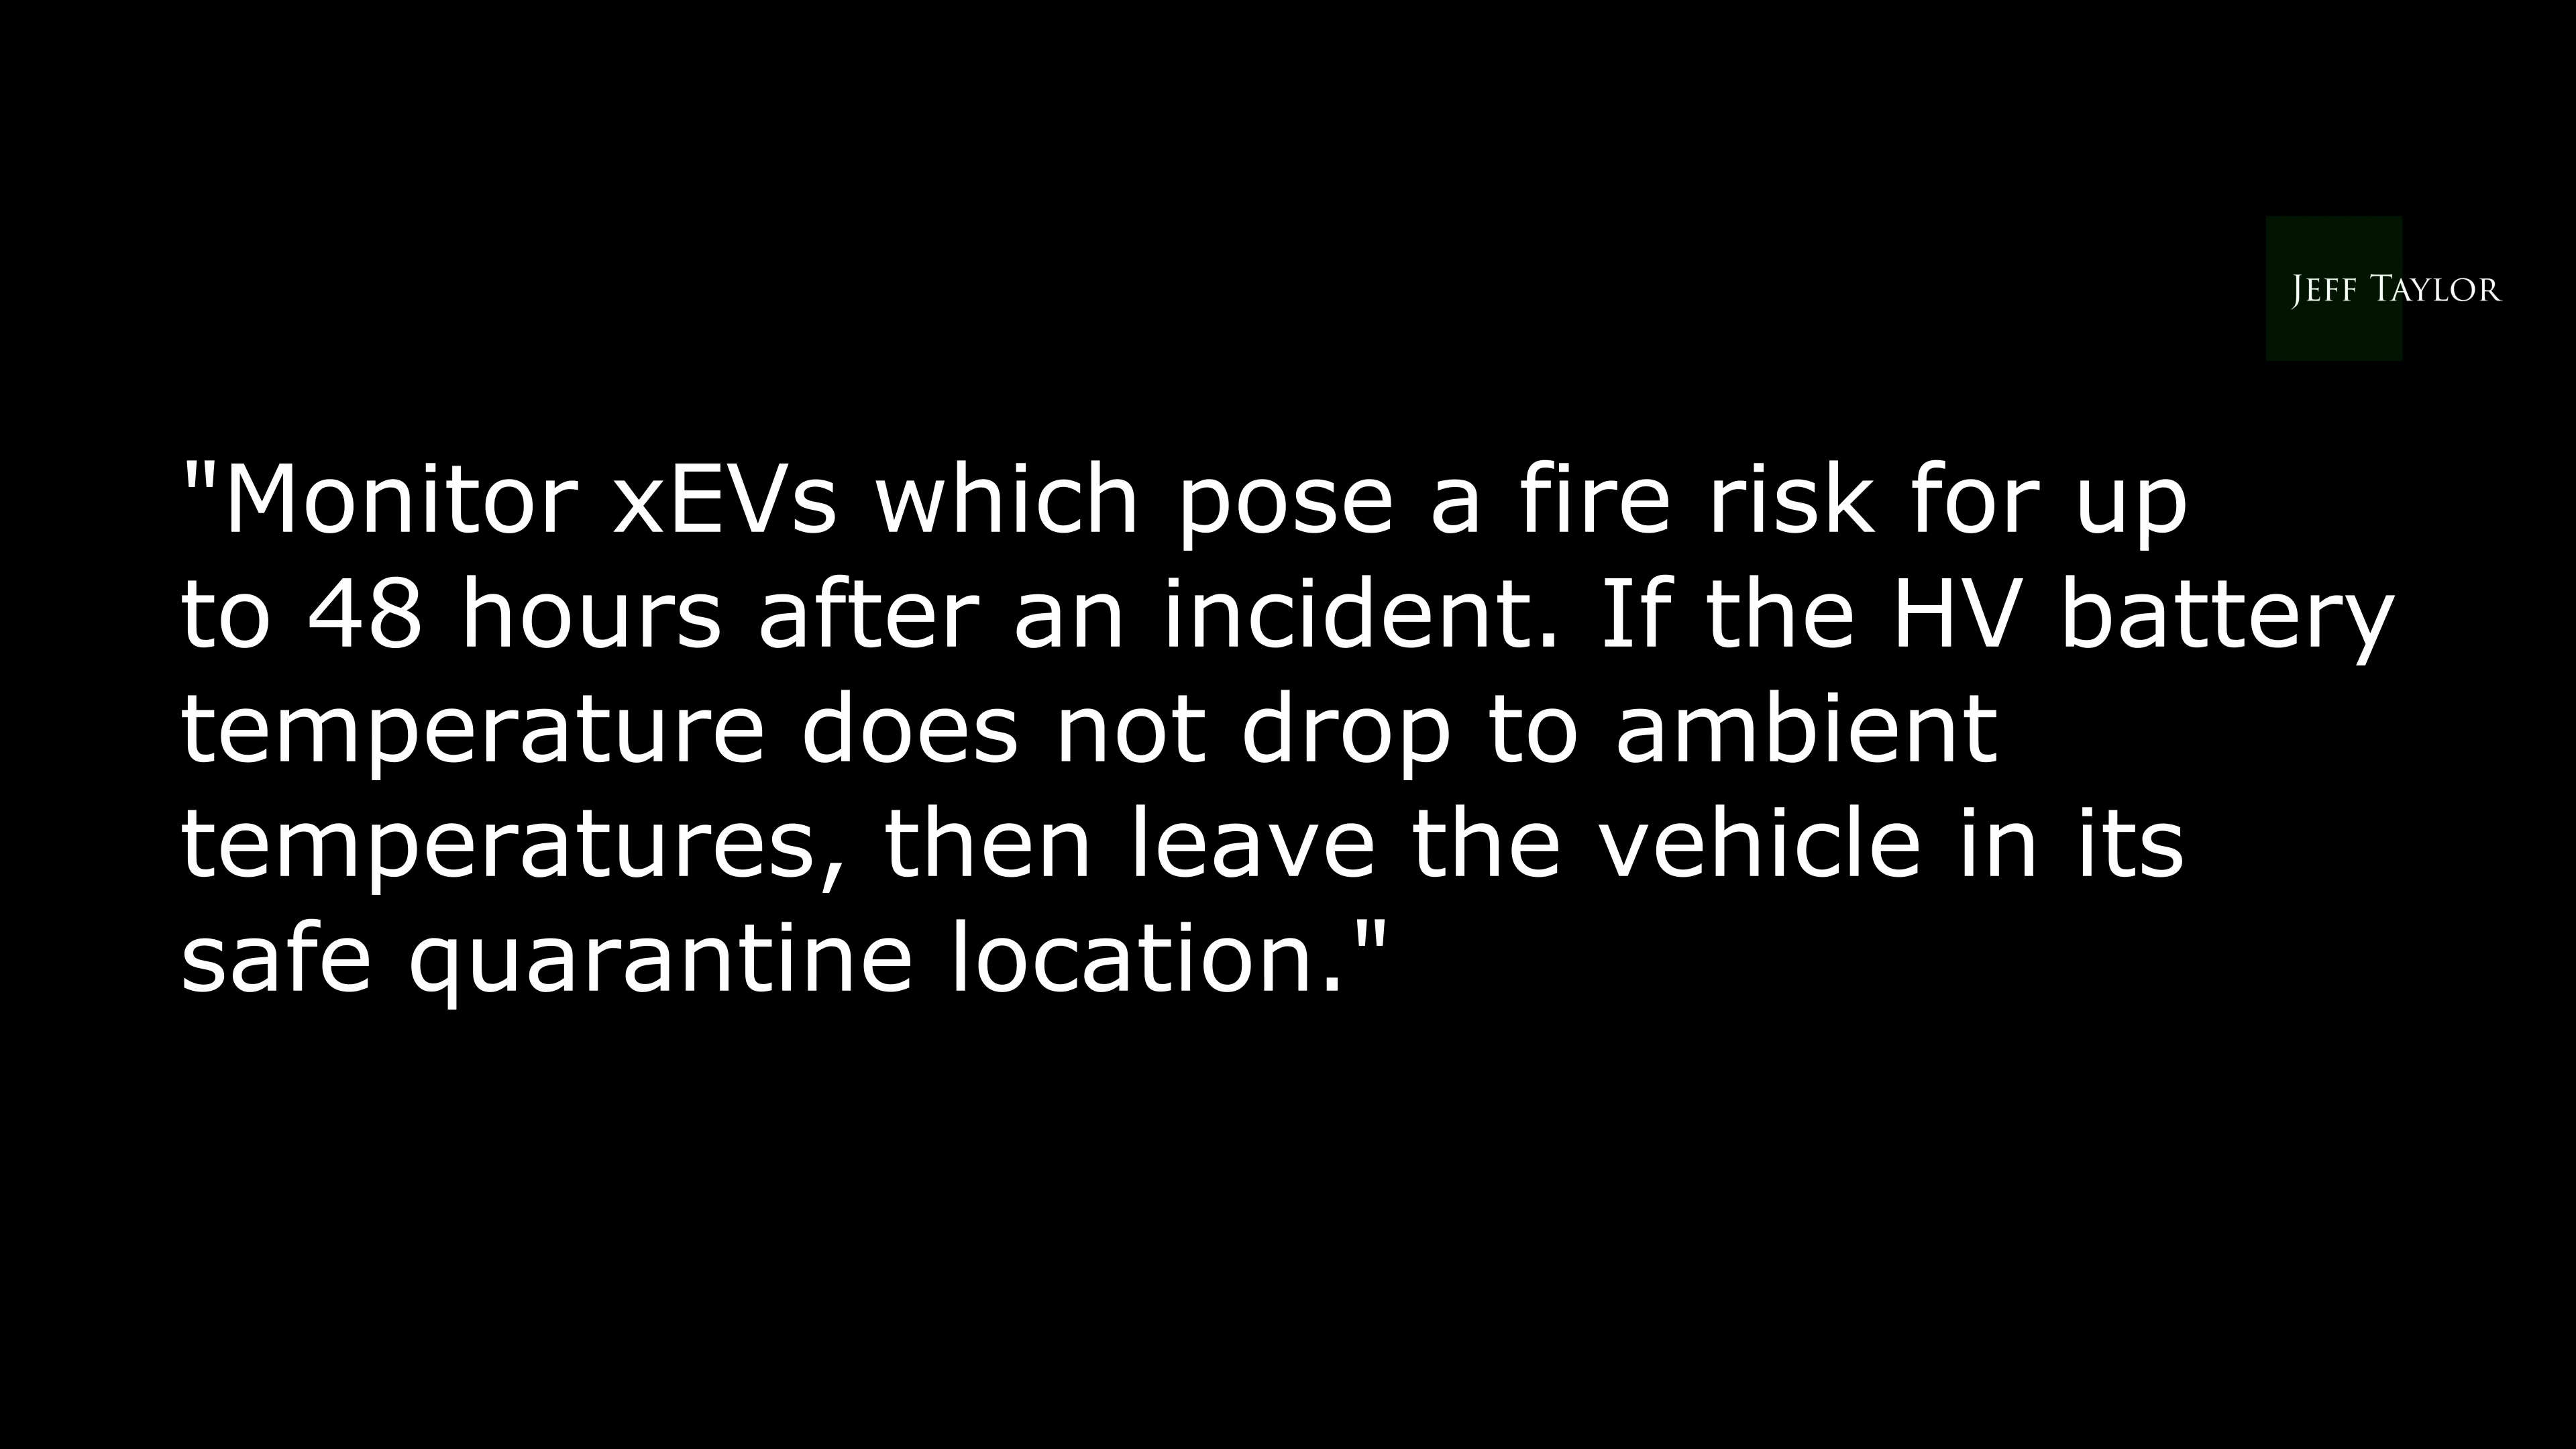 Jeff Taylor
"Monitor xEVs which pose a fire risk for up
to 48 hours after an incident. If the HV battery
temperature does not drop to ambient
temperatures, then leave the vehicle in its
safe quarantine location."